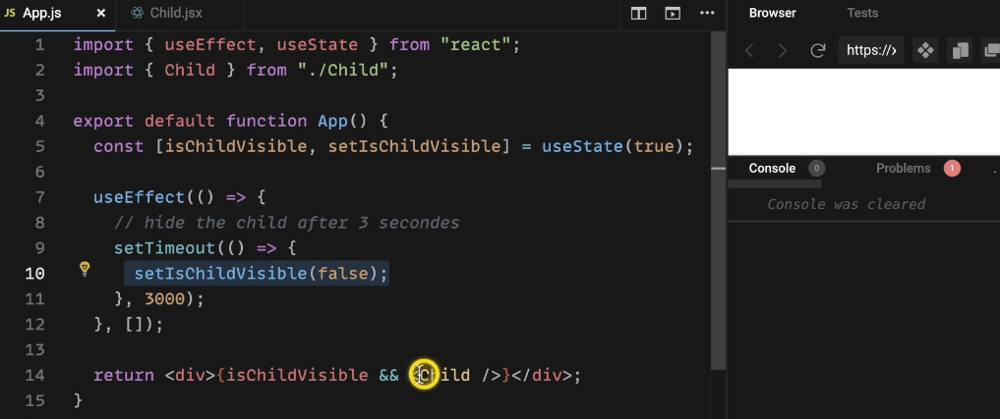 JS App.js × Child.jsx
1 import { useEffect, useState } from "react";
2 import { Child } from "./Child";
3
4 export default function App() {
5 const [isChildVisible, setIsChildVisible] = useState(true);
6
7 useEffect(() => {
8 // hide the child after 3 secondes
9 setTimeout(() => {
10 setIsChildVisible(false);
11 }, 3000);
12 }, []);
13
14 return <div>{isChildVisible && <Child />}</div>;
15 }
Browser Tests
https://
Console 0 Problems 1
Console was cleared